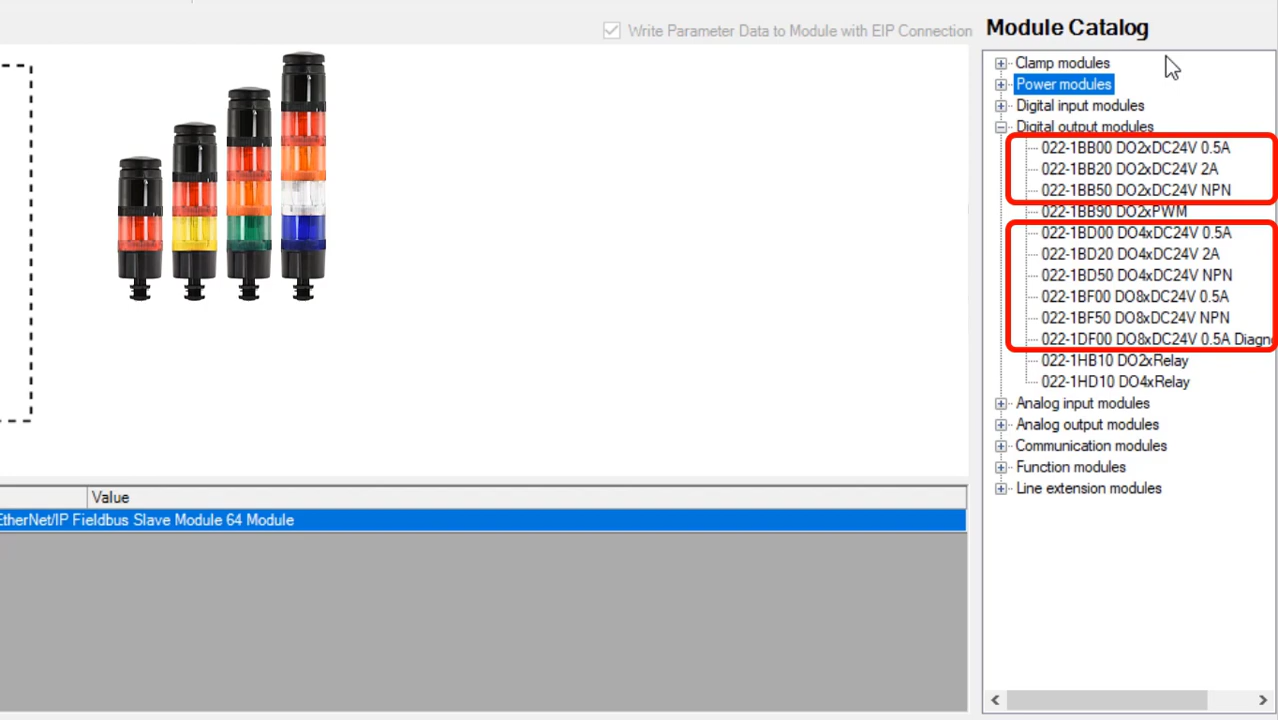 Write Parameter Data to Module with EIP Connection
Module Catalog
Clamp modules
Power modules
Digital input modules
Digital output modules
022-1BB00 DO2xDC24V 0.5A
022-1BB20 DO2xDC24V 2A
022-1BB50 DO2xDC24V NPN
022-1BB90 DO2xPWM
022-1BD00 DO4xDC24V 0.5A
022-1BD20 DO4xDC24V 2A
022-1BD50 DO4xDC24V NPN
022-1BF00 DO8xDC24V 0.5A
022-1BF50 DO8xDC24V NPN
022-1DF00 DO8xDC24V 0.5A Diagn
022-1HB10 DO2xRelay
022-1HD10 DO4xRelay
Analog input modules
Analog output modules
Communication modules
Function modules
Line extension modules
Value
EtherNet/IP Fieldbus Slave Module 64 Module